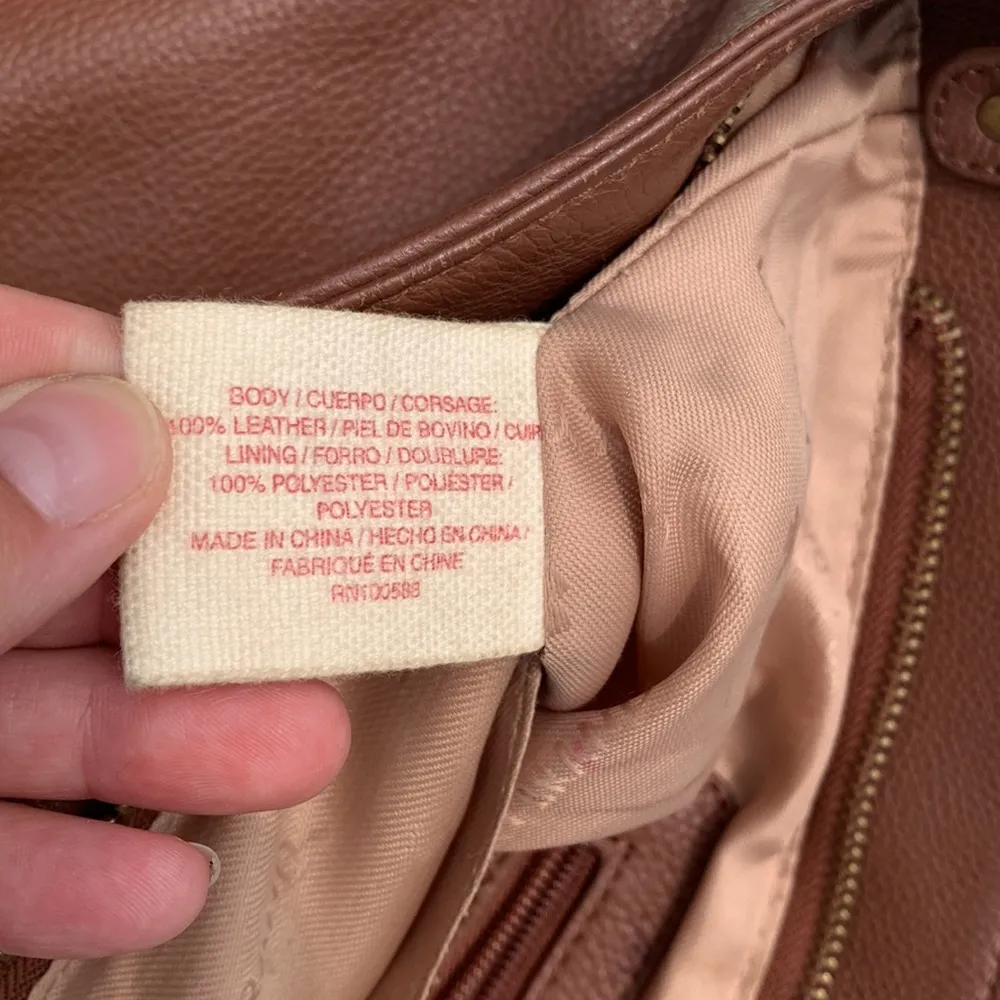 BODY / CUERPO / CORSAGE:
100% LEATHER / PIEL DE BOVINO / CUIR
LINING / FORRO / DOUBLURE:
100% POLYESTER / POLIESTER /
POLYESTER
MADE IN CHINA / HECHO EN CHINA /
FABRIQUÉ EN CHINE
RN100588